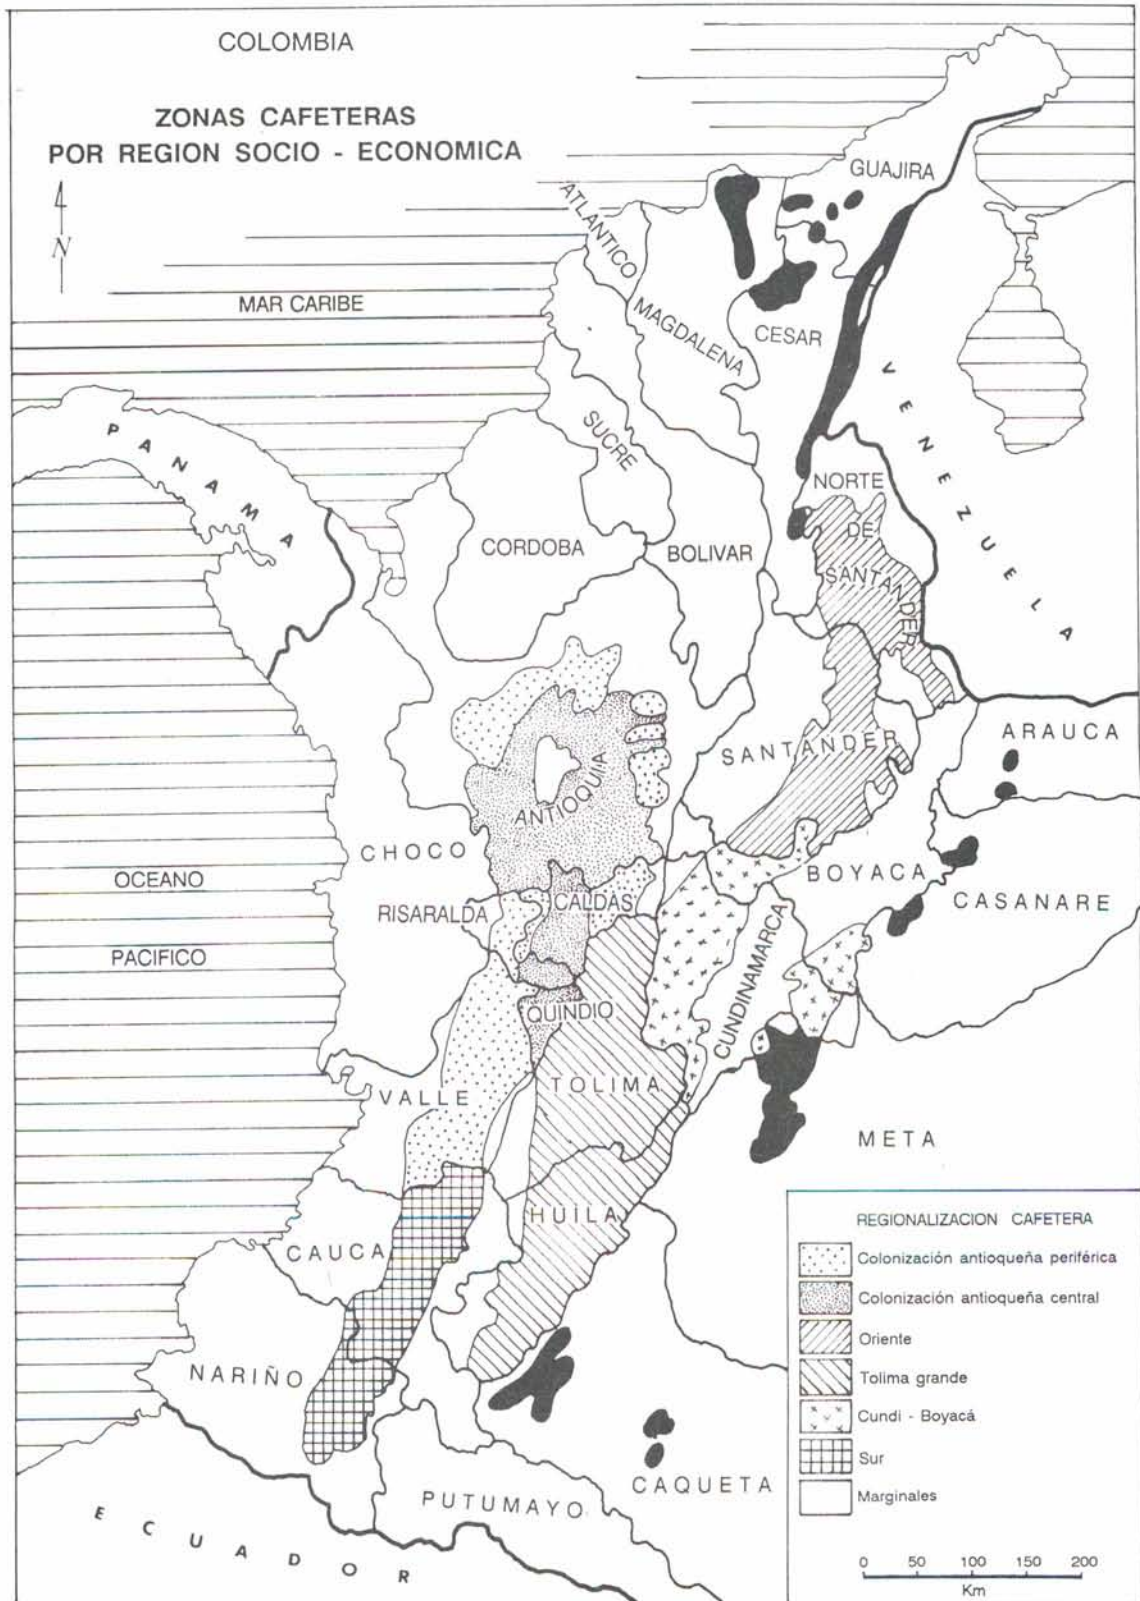 COLOMBIA
ZONAS CAFETERAS
POR REGION SOCIO - ECONOMICA
N
GUAJIRA
ATLANTICO
MAR CARIBE
MAGDALENA
CESAR
VENEZUELA
SUCRE
PANAMA
NORTE
DE
SANTANDER
CORDOBA
BOLIVAR
SANTANDER
ARAUCA
ANTIOQUIA
CHOCO
BOYACA
OCEANO
CALDAS
CASANARE
RISARALDA
PACIFICO
CUNDINAMARCA
QUINDIO
TOLIMA
VALLE
META
HUILA
CAUCA
NARIÑO
CAQUETA
PUTUMAYO
ECUADOR
REGIONALIZACION CAFETERA
Colonización antioqueña periférica
Colonización antioqueña central
Oriente
Tolima grande
Cundi - Boyacá
Sur
Marginales
0 50 100 150 200
Km